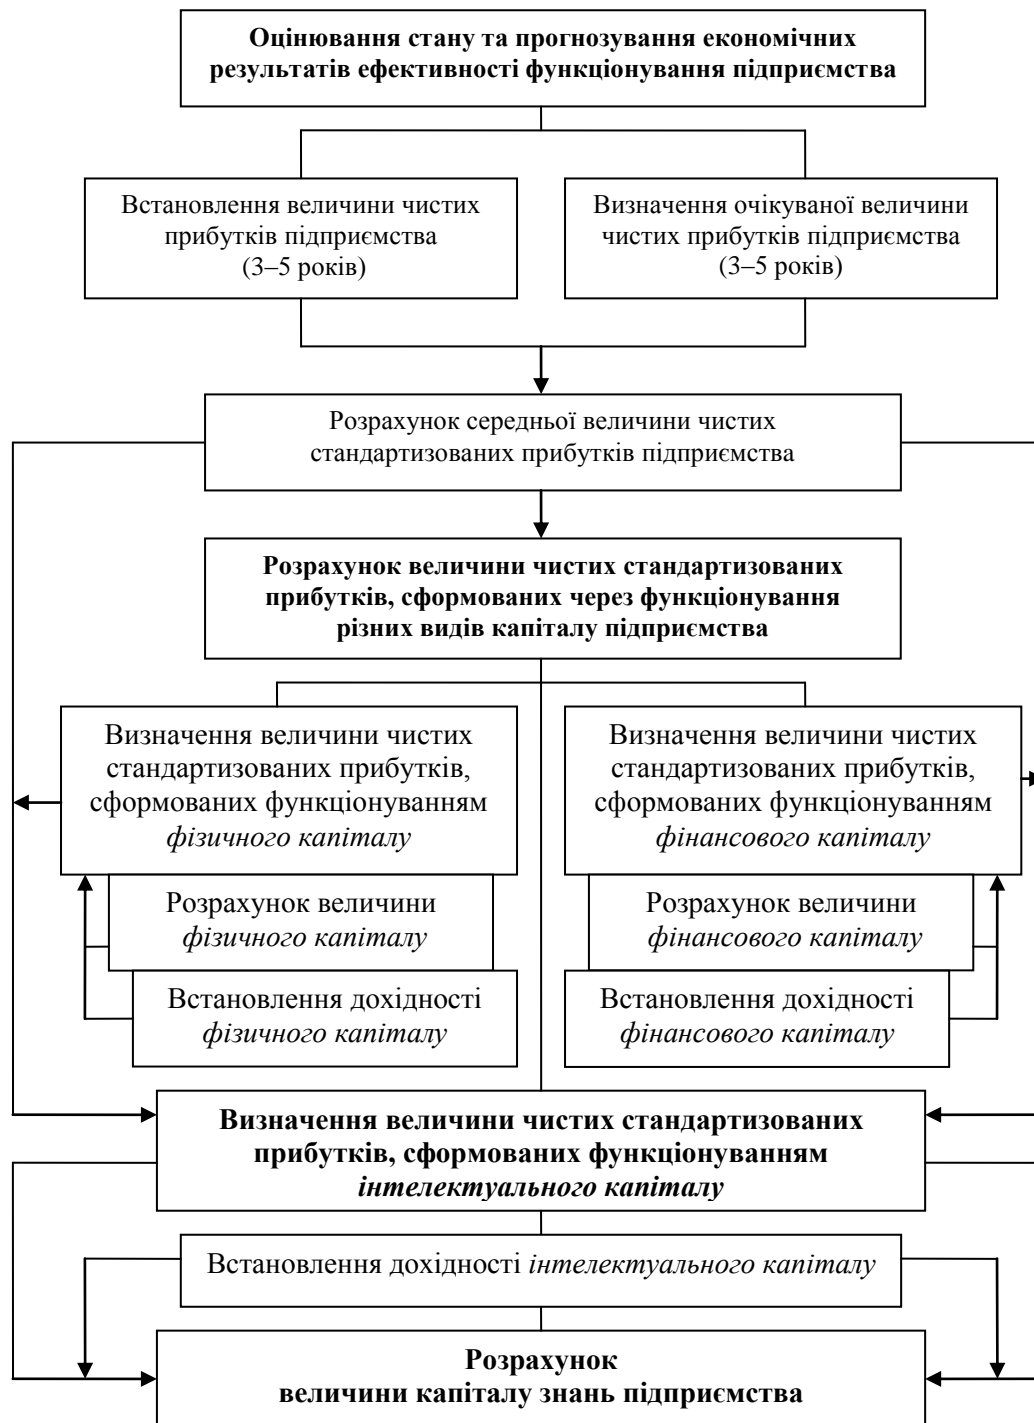 Оцінювання стану та прогнозування економічних
результатів ефективності функціонування підприємства
Встановлення величини чистих
прибутків підприємства
(3–5 років)
Визначення очікуваної величини
чистих прибутків підприємства
(3–5 років)
Розрахунок середньої величини чистих
стандартизованих прибутків підприємства
Розрахунок величини чистих стандартизованих
прибутків, сформованих через функціонування
різних видів капіталу підприємства
Визначення величини чистих
стандартизованих прибутків,
сформованих функціонуванням
фізичного капіталу
Визначення величини чистих
стандартизованих прибутків,
сформованих функціонуванням
фінансового капіталу
Розрахунок величини
фізичного капіталу
Розрахунок величини
фінансового капіталу
Встановлення дохідності
фізичного капіталу
Встановлення дохідності
фінансового капіталу
Визначення величини чистих стандартизованих
прибутків, сформованих функціонуванням
інтелектуального капіталу
Встановлення дохідності інтелектуального капіталу
Розрахунок
величини капіталу знань підприємства